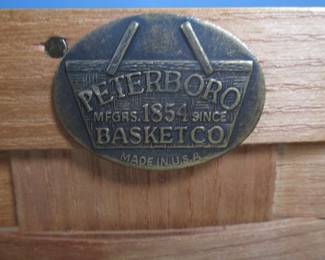 PETERBORO
MFGRS. 1854 SINCE
BASKET CO
MADE IN U.S.A.